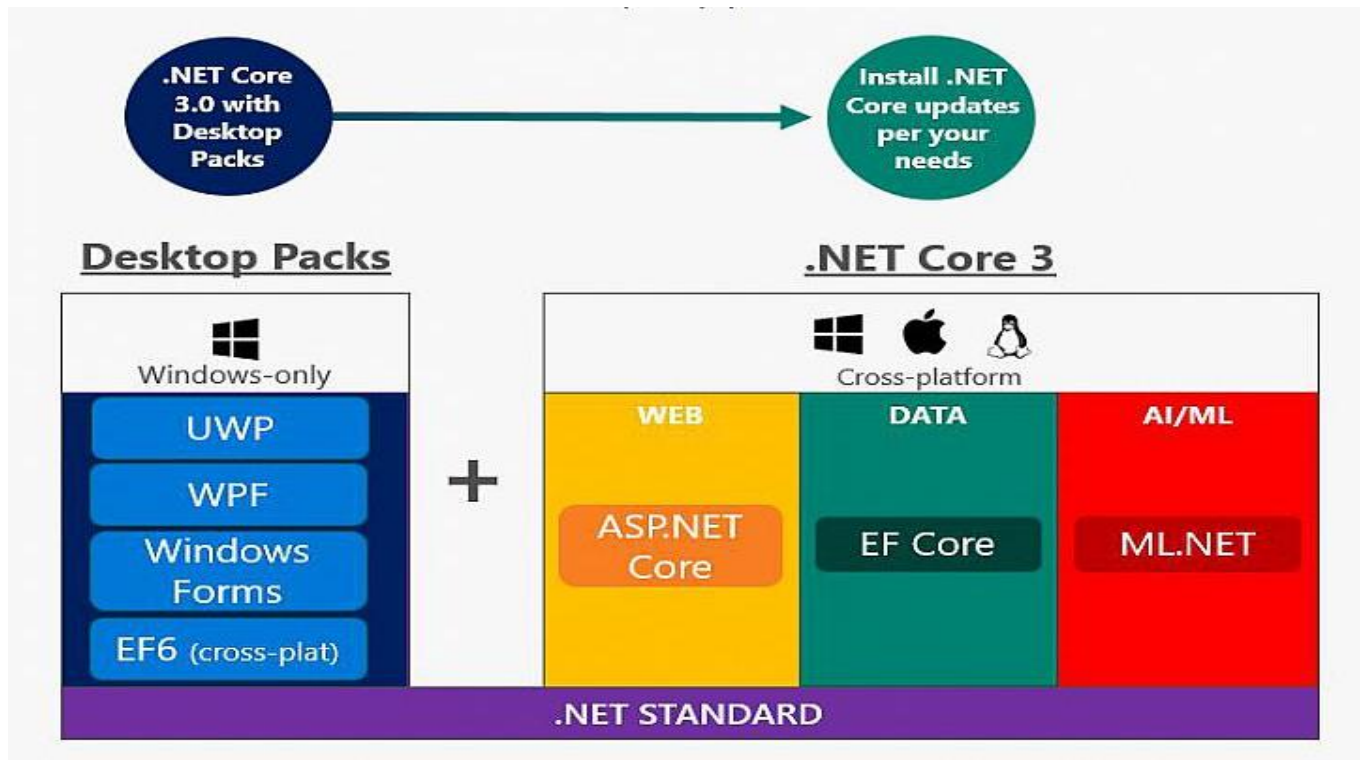 .NET Core
3.0 with
Desktop
Packs
Install .NET
Core updates
per your
needs
Desktop Packs
.NET Core 3
Windows-only
Cross-platform
UWP
WPF
Windows
Forms
EF6 (cross-plat)
+
WEB
ASP.NET
Core
DATA
EF Core
AI/ML
ML.NET
.NET STANDARD